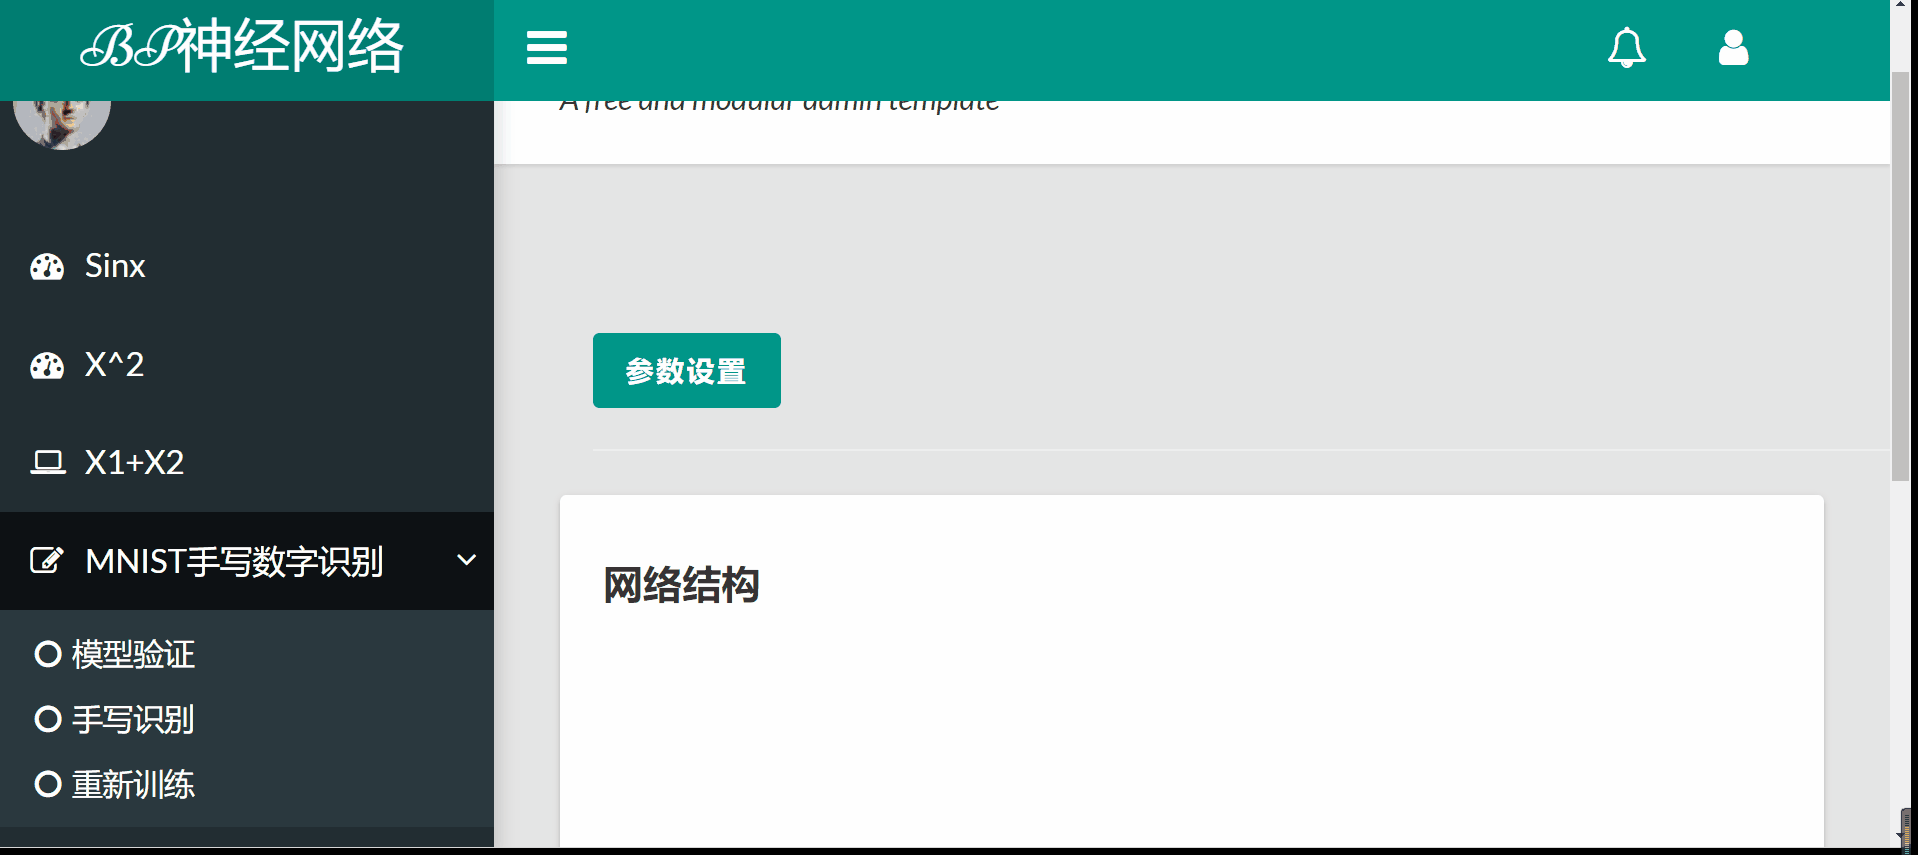 BP神经网络
A free and modular admin template
Sinx
X^2
X1+X2
MNIST手写数字识别
模型验证
手写识别
重新训练
参数设置
网络结构